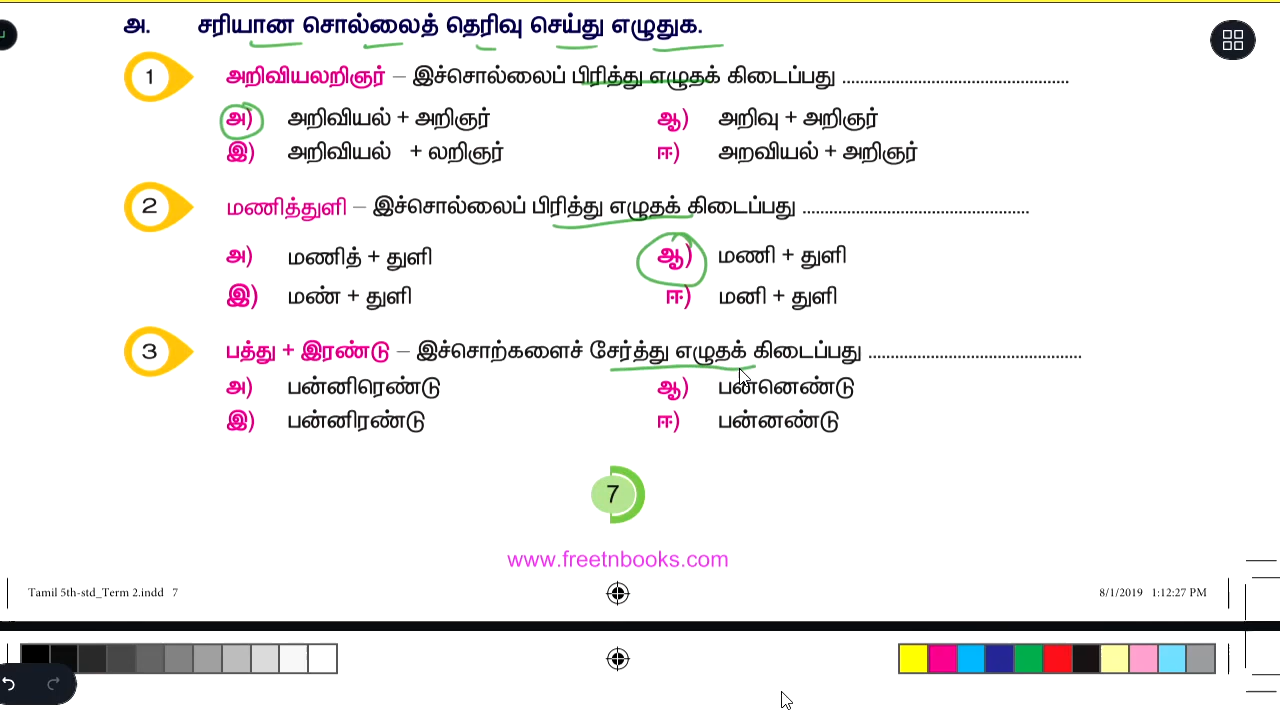 அ. சரியான சொல்லைத் தெரிவு செய்து எழுதுக.
1 அறிவியலறிஞர் – இச்சொல்லைப் பிரித்து எழுதக் கிடைப்பது ...................................................
அ) அறிவியல் + அறிஞர் ஆ) அறிவு + அறிஞர்
இ) அறிவியல் + லறிஞர் ஈ) அறவியல் + அறிஞர்
2 மணித்துளி – இச்சொல்லைப் பிரித்து எழுதக் கிடைப்பது ...................................................
அ) மணித் + துளி ஆ) மணி + துளி
இ) மண் + துளி ஈ) மனி + துளி
3 பத்து + இரண்டு – இச்சொற்களைச் சேர்த்து எழுதக் கிடைப்பது ................................................
அ) பன்னிரெண்டு ஆ) பன்னெண்டு
இ) பன்னிரண்டு ஈ) பன்னண்டு
7
www.freetnbooks.com
Tamil 5th-std_Term 2.indd 7 8/1/2019 1:12:27 PM